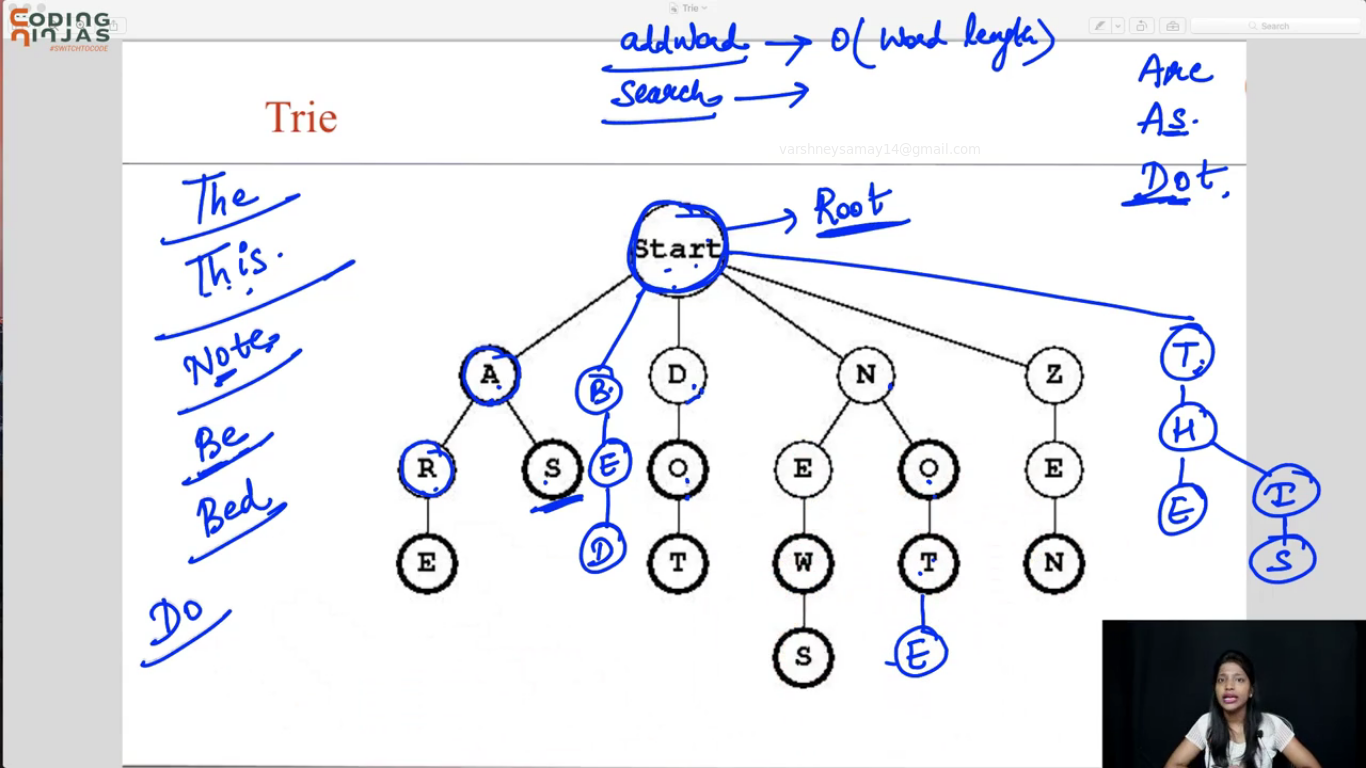 Trie
CODING
NINJAS
#SWITCHTOCODE
Search
addWord → O(Word length)
Search →
Are
As.
Dot.
Trie
varshneysamay14@gmail.com
The
This.
Note
Be
Bed
DO
Start → Root
A B D N Z T
R S E O E O E H
E D T W T N E I
S E S